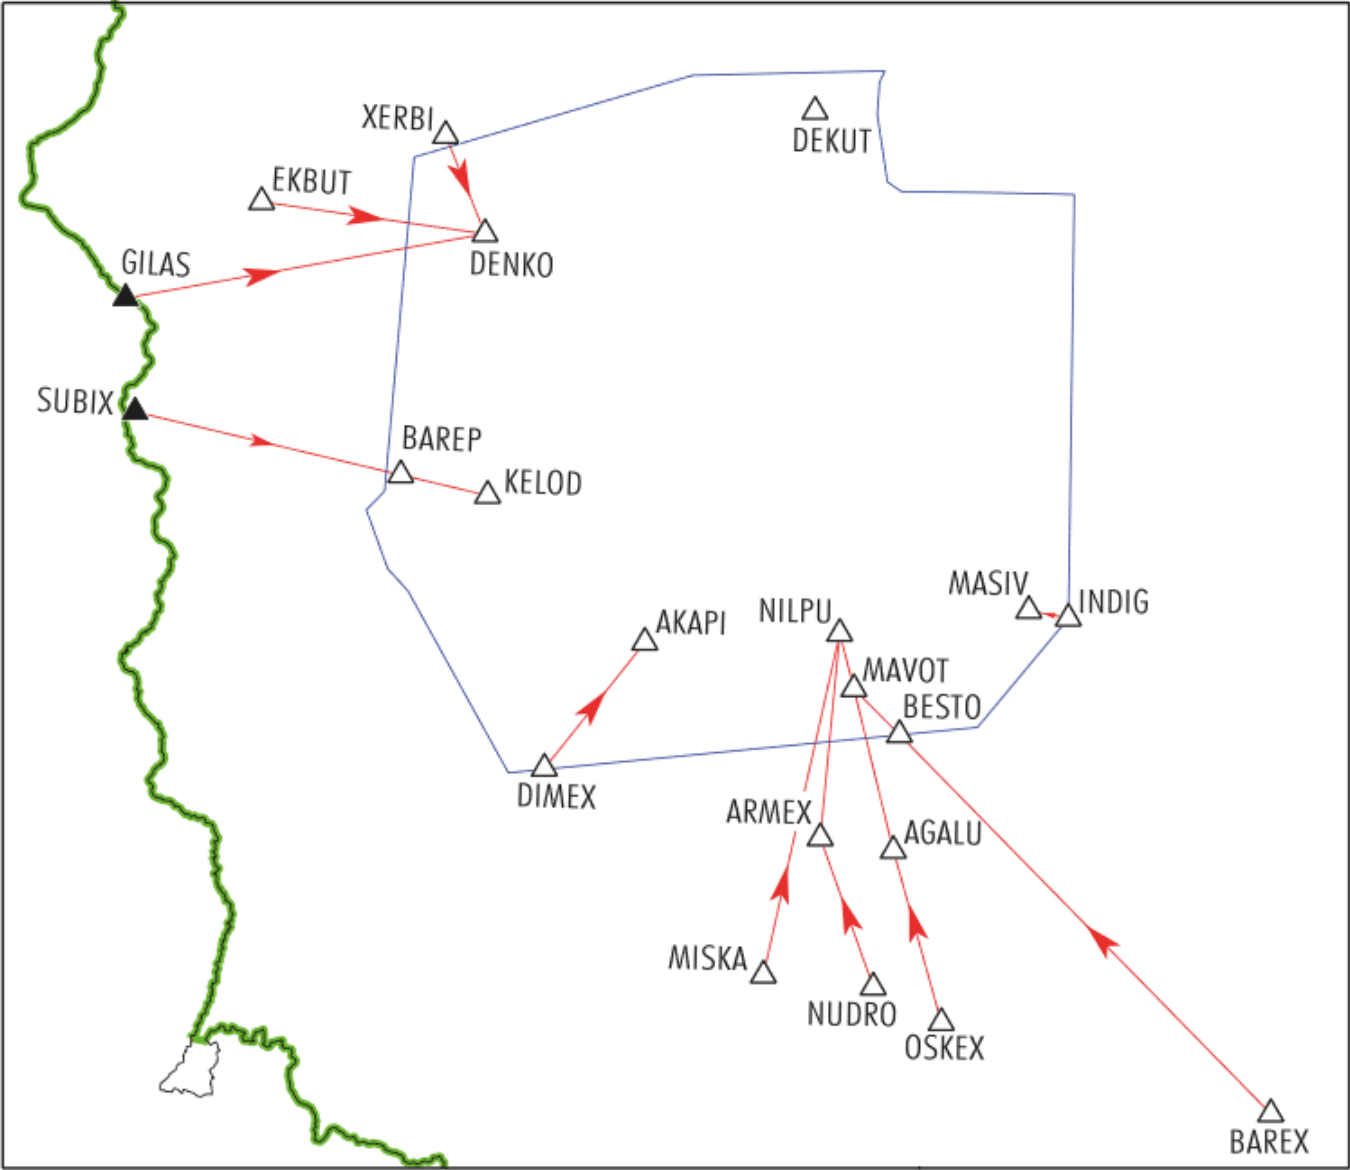 XERBI
DEKUT
EKBUT
GILAS
DENKO
SUBIX
BAREP
KELOD
MASIV
INDIG
NILPU
AKAPI
MAVOT
BESTO
DIMEX
ARMEX
AGALU
MISKA
NUDRO
OSKEX
BAREX